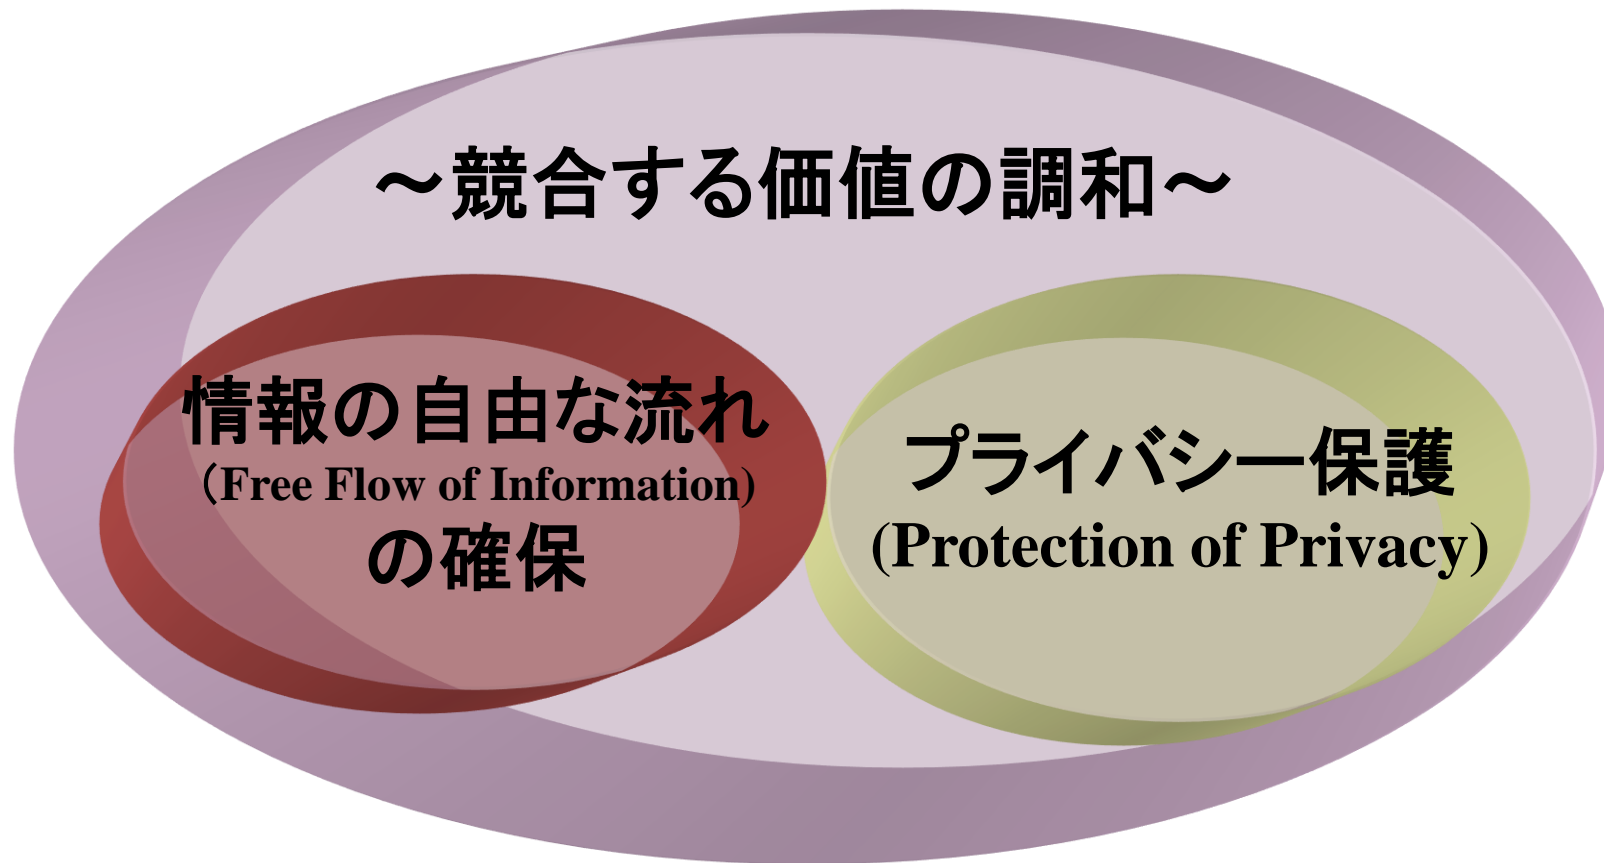 ～競合する価値の調和～
情報の自由な流れ
（Free Flow of Information)
の確保
プライバシー保護
(Protection of Privacy)